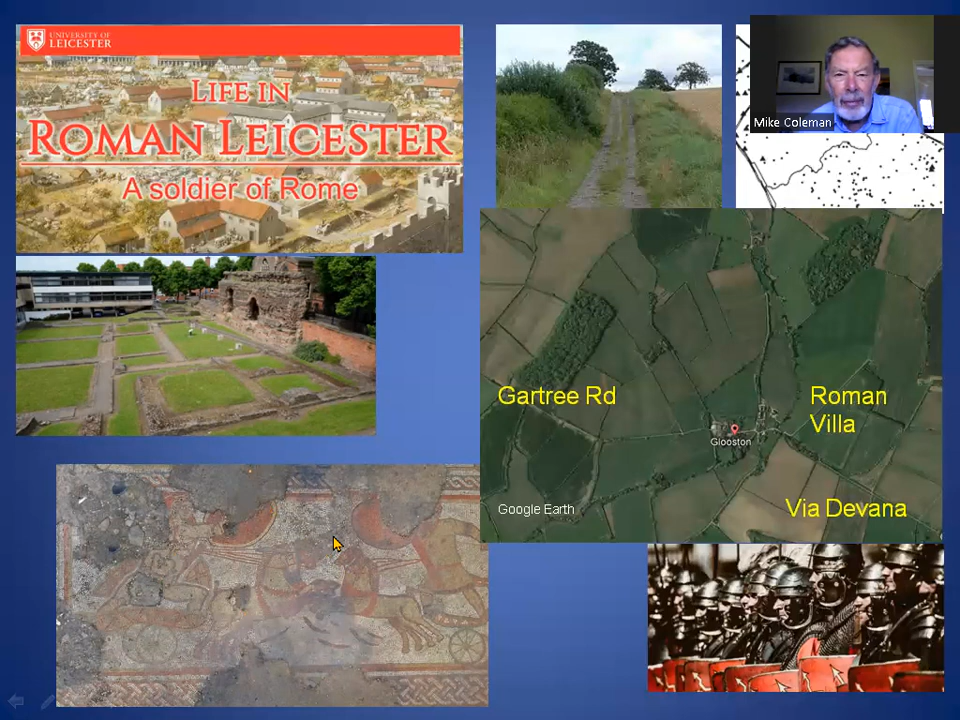 UNIVERSITY OF
LEICESTER
LIFE IN
ROMAN LEICESTER
A soldier of Rome
Mike Coleman
Gartree Rd
Roman
Villa
Glooston
Google Earth
Via Devana